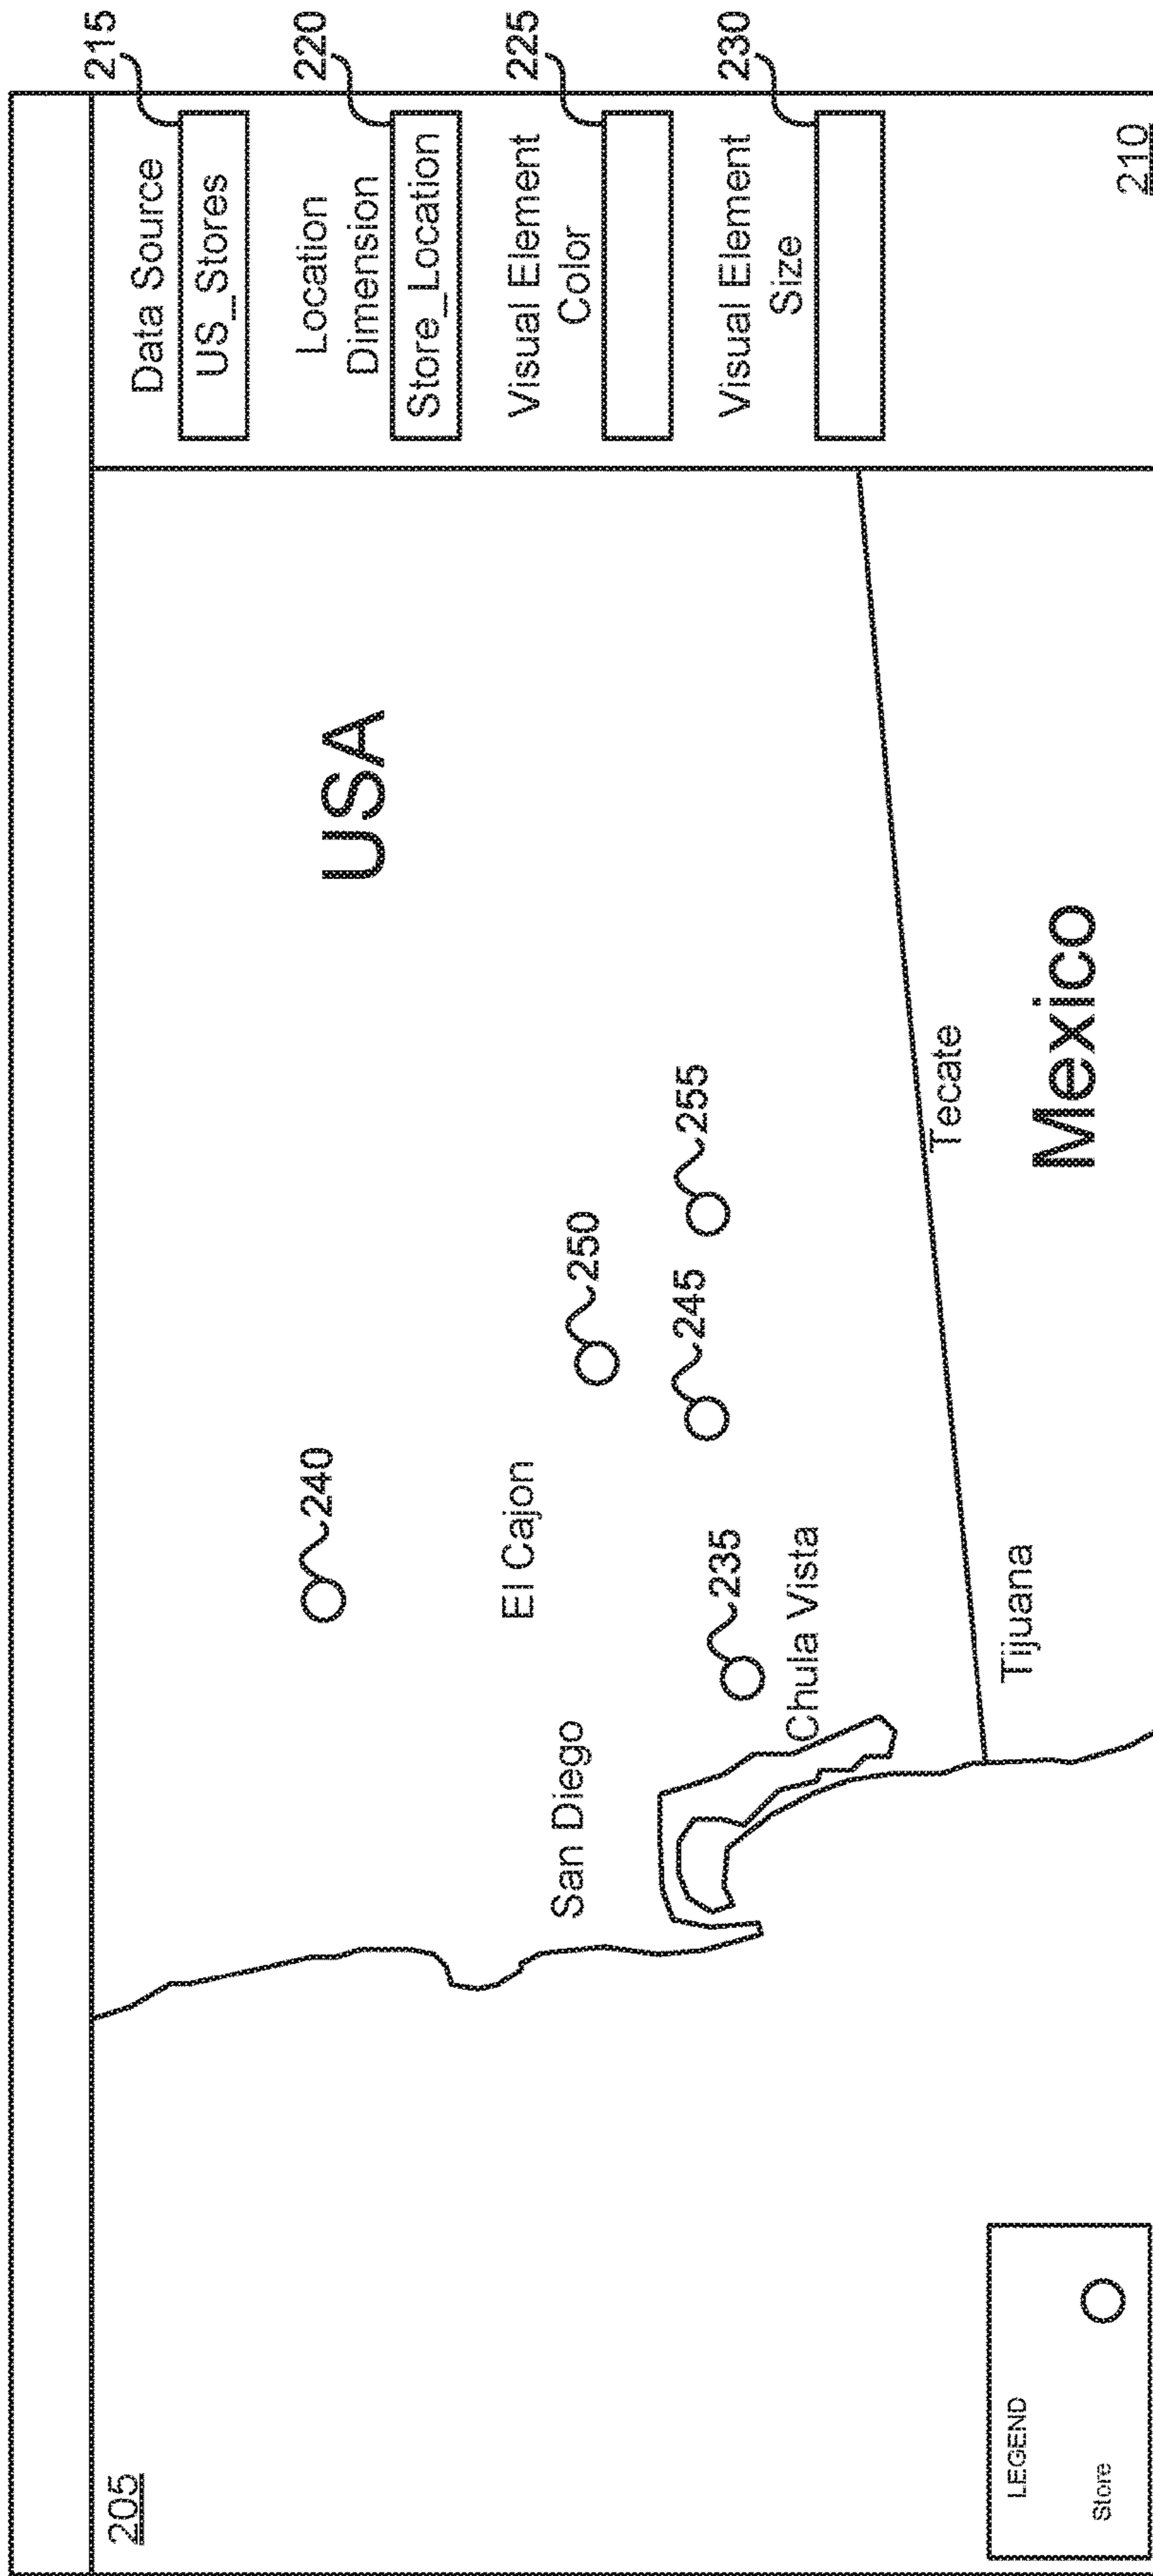 205
USA
240
El Cajon
San Diego
250
245
255
235
Chula Vista
Tecate
Tijuana
Mexico
LEGEND
Store
Data Source
215
US_Stores
Location
Dimension
220
Store_Location
Visual Element
Color
225
Visual Element
Size
230
210